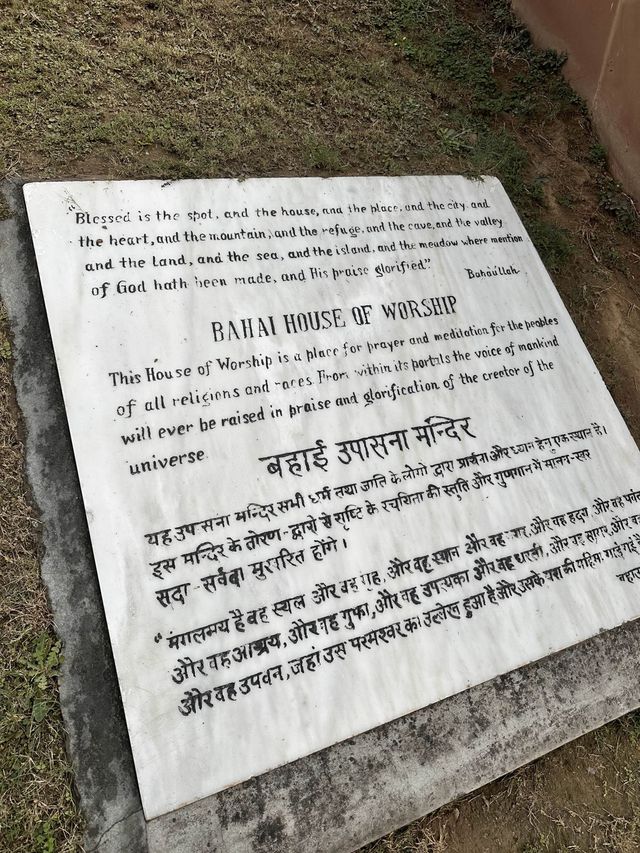 "Blessed is the spot, and the house, and the place, and the city, and
the heart, and the mountain, and the refuge, and the cave, and the valley
and the land, and the sea, and the island, and the meadow where mention
of God hath been made, and His praise glorified."
Bahá'u'lláh
BAHAI HOUSE OF WORSHIP
This House of Worship is a place for prayer and meditation for the peoples
of all religions and races. From within its portals the voice of mankind
will ever be raised in praise and glorification of the creator of the
universe
बहाई उपासना मन्दिर
यह उपासना मन्दिर सभी धर्म तथा जाति के लोगो द्वारा प्रार्थना और ध्यान हेतु एक स्थान है।
इस मन्दिर के तोरण-द्वारों से सृष्टि के रचयिता की स्तुति और गुणगान में मानव-स्वर
सदा-सर्वदा मुखरित होंगे।
"मंगलमय है वह स्थल और वह गृह, और वह स्थान और वह नगर, और वह हृदय और वह
और वह आश्रय, और वह गुफा, और वह उपत्यका और वह धरती, और वह सागर, और वह
और वह उपवन, जहां उस परमेश्वर का उल्लेख हुआ है और उसके यश की महिमा गाई गई